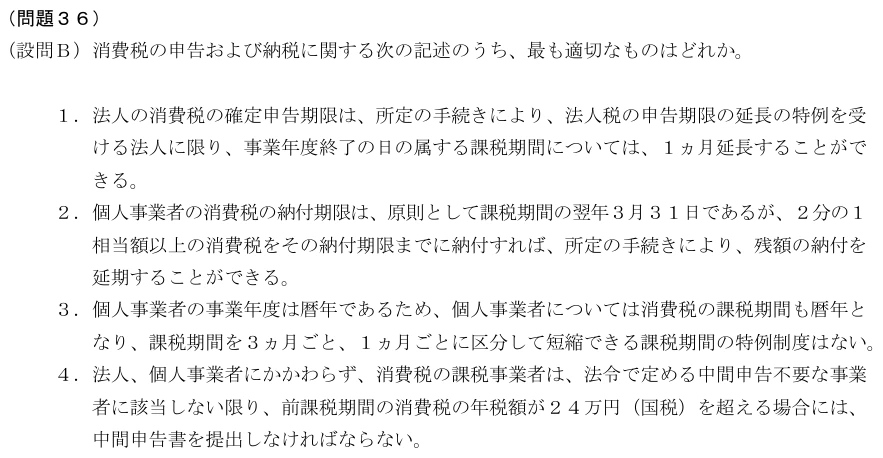 （問題３６）
（設問Ｂ）消費税の申告および納税に関する次の記述のうち、最も適切なものはどれか。
１．法人の消費税の確定申告期限は、所定の手続きにより、法人税の申告期限の延長の特例を受
ける法人に限り、事業年度終了の日の属する課税期間については、１ヵ月延長することがで
きる。
２．個人事業者の消費税の納付期限は、原則として課税期間の翌年３月３１日であるが、２分の１
相当額以上の消費税をその納付期限までに納付すれば、所定の手続きにより、残額の納付を
延期することができる。
３．個人事業者の事業年度は暦年であるため、個人事業者については消費税の課税期間も暦年と
なり、課税期間を３ヵ月ごと、１ヵ月ごとに区分して短縮できる課税期間の特例制度はない。
４．法人、個人事業者にかかわらず、消費税の課税事業者は、法令で定める中間申告不要な事業
者に該当しない限り、前課税期間の消費税の年税額が２４万円（国税）を超える場合には、
中間申告書を提出しなければならない。